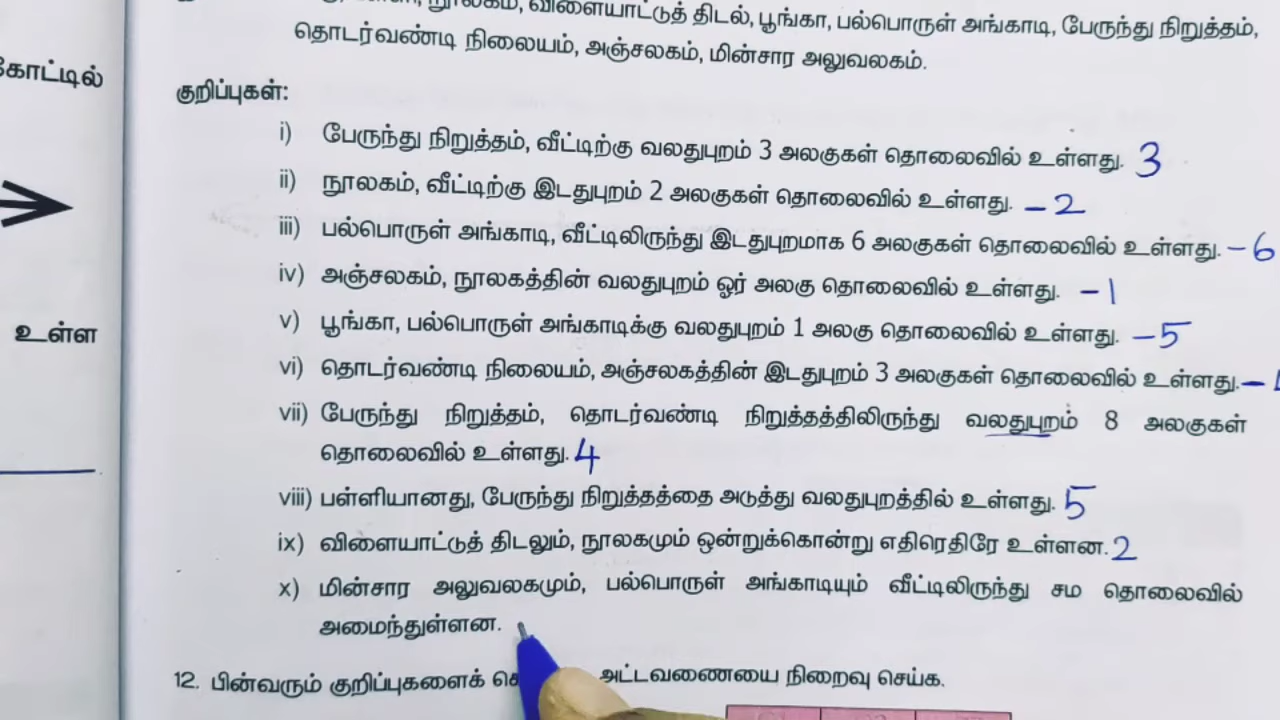 நூலகம், விளையாட்டுத் திடல், பூங்கா, பல்பொருள் அங்காடி, பேருந்து நிறுத்தம்,
தொடர்வண்டி நிலையம், அஞ்சலகம், மின்சார அலுவலகம்.
கோட்டில்
குறிப்புகள்:
i) பேருந்து நிறுத்தம், வீட்டிற்கு வலதுபுறம் 3 அலகுகள் தொலைவில் உள்ளது. 3
ii) நூலகம், வீட்டிற்கு இடதுபுறம் 2 அலகுகள் தொலைவில் உள்ளது. -2
iii) பல்பொருள் அங்காடி, வீட்டிலிருந்து இடதுபுறமாக 6 அலகுகள் தொலைவில் உள்ளது. -6
iv) அஞ்சலகம், நூலகத்தின் வலதுபுறம் ஓர் அலகு தொலைவில் உள்ளது. -1
உள்ள
v) பூங்கா, பல்பொருள் அங்காடிக்கு வலதுபுறம் 1 அலகு தொலைவில் உள்ளது. -5
vi) தொடர்வண்டி நிலையம், அஞ்சலகத்தின் இடதுபுறம் 3 அலகுகள் தொலைவில் உள்ளது. -
vii) பேருந்து நிறுத்தம், தொடர்வண்டி நிறுத்தத்திலிருந்து வலதுபுறம் 8 அலகுகள்
தொலைவில் உள்ளது. 4
viii) பள்ளியானது, பேருந்து நிறுத்தத்தை அடுத்து வலதுபுறத்தில் உள்ளது. 5
ix) விளையாட்டுத் திடலும், நூலகமும் ஒன்றுக்கொன்று எதிரெதிரே உள்ளன. 2
x) மின்சார அலுவலகமும், பல்பொருள் அங்காடியும் வீட்டிலிருந்து சம தொலைவில்
அமைந்துள்ளன.
12. பின்வரும் குறிப்புகளைக் அட்டவணையை நிறைவு செய்க.